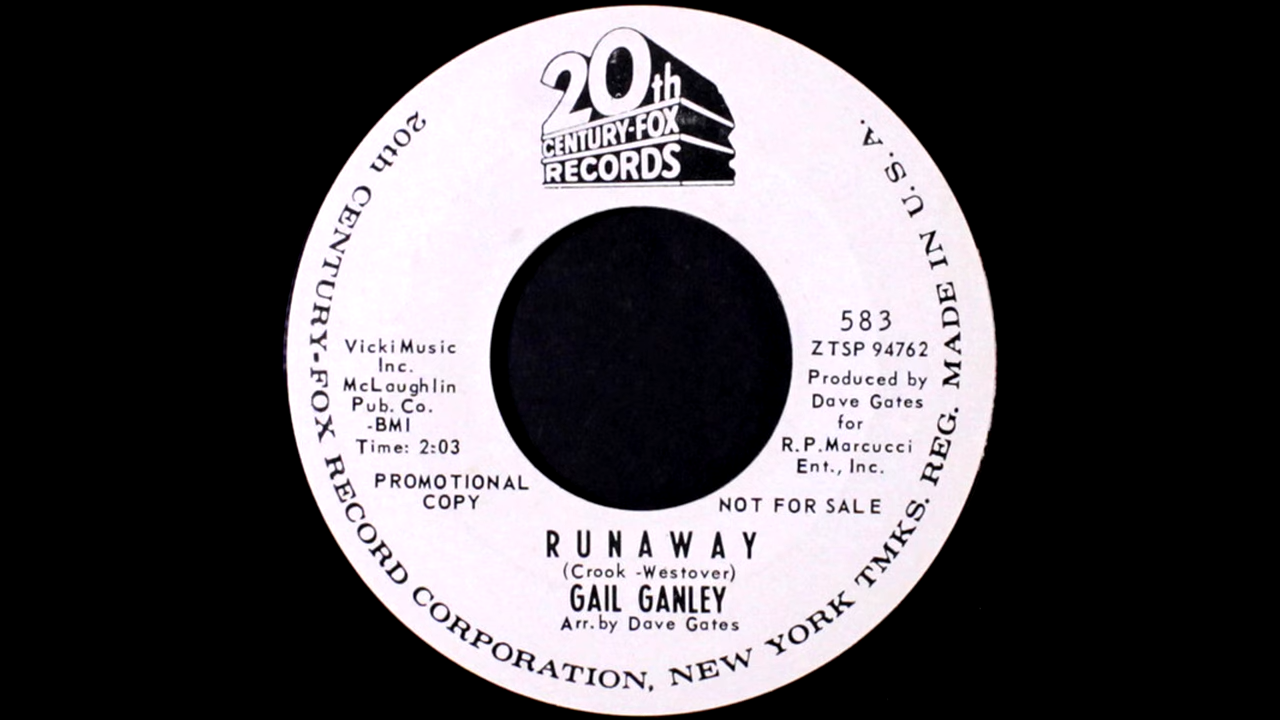 20th
CENTURY-FOX
RECORDS
20th CENTURY-FOX RECORD CORPORATION, NEW YORK TMKS. REG. MADE IN U.S.A.
Vicki Music
Inc.
McLaughlin
Pub. Co.
-BMI
Time: 2:03
PROMOTIONAL
COPY
583
ZTSP 94762
Produced by
Dave Gates
for
R.P.Marcucci
Ent., Inc.
NOT FOR SALE
RUNAWAY
(Crook -Westover)
GAIL GANLEY
Arr. by Dave Gates